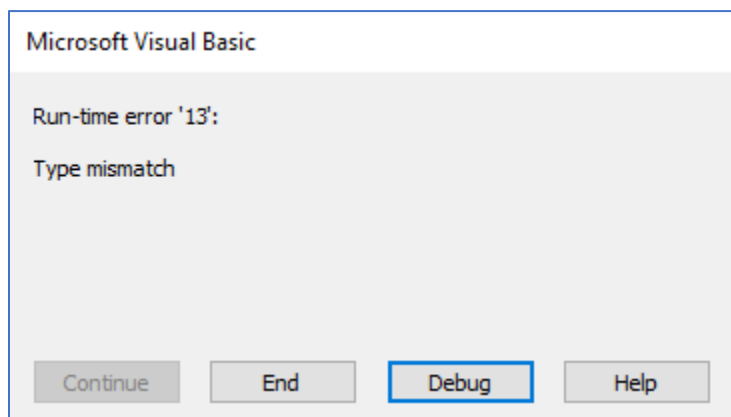 Microsoft Visual Basic
Run-time error '13':
Type mismatch
Continue End Debug Help